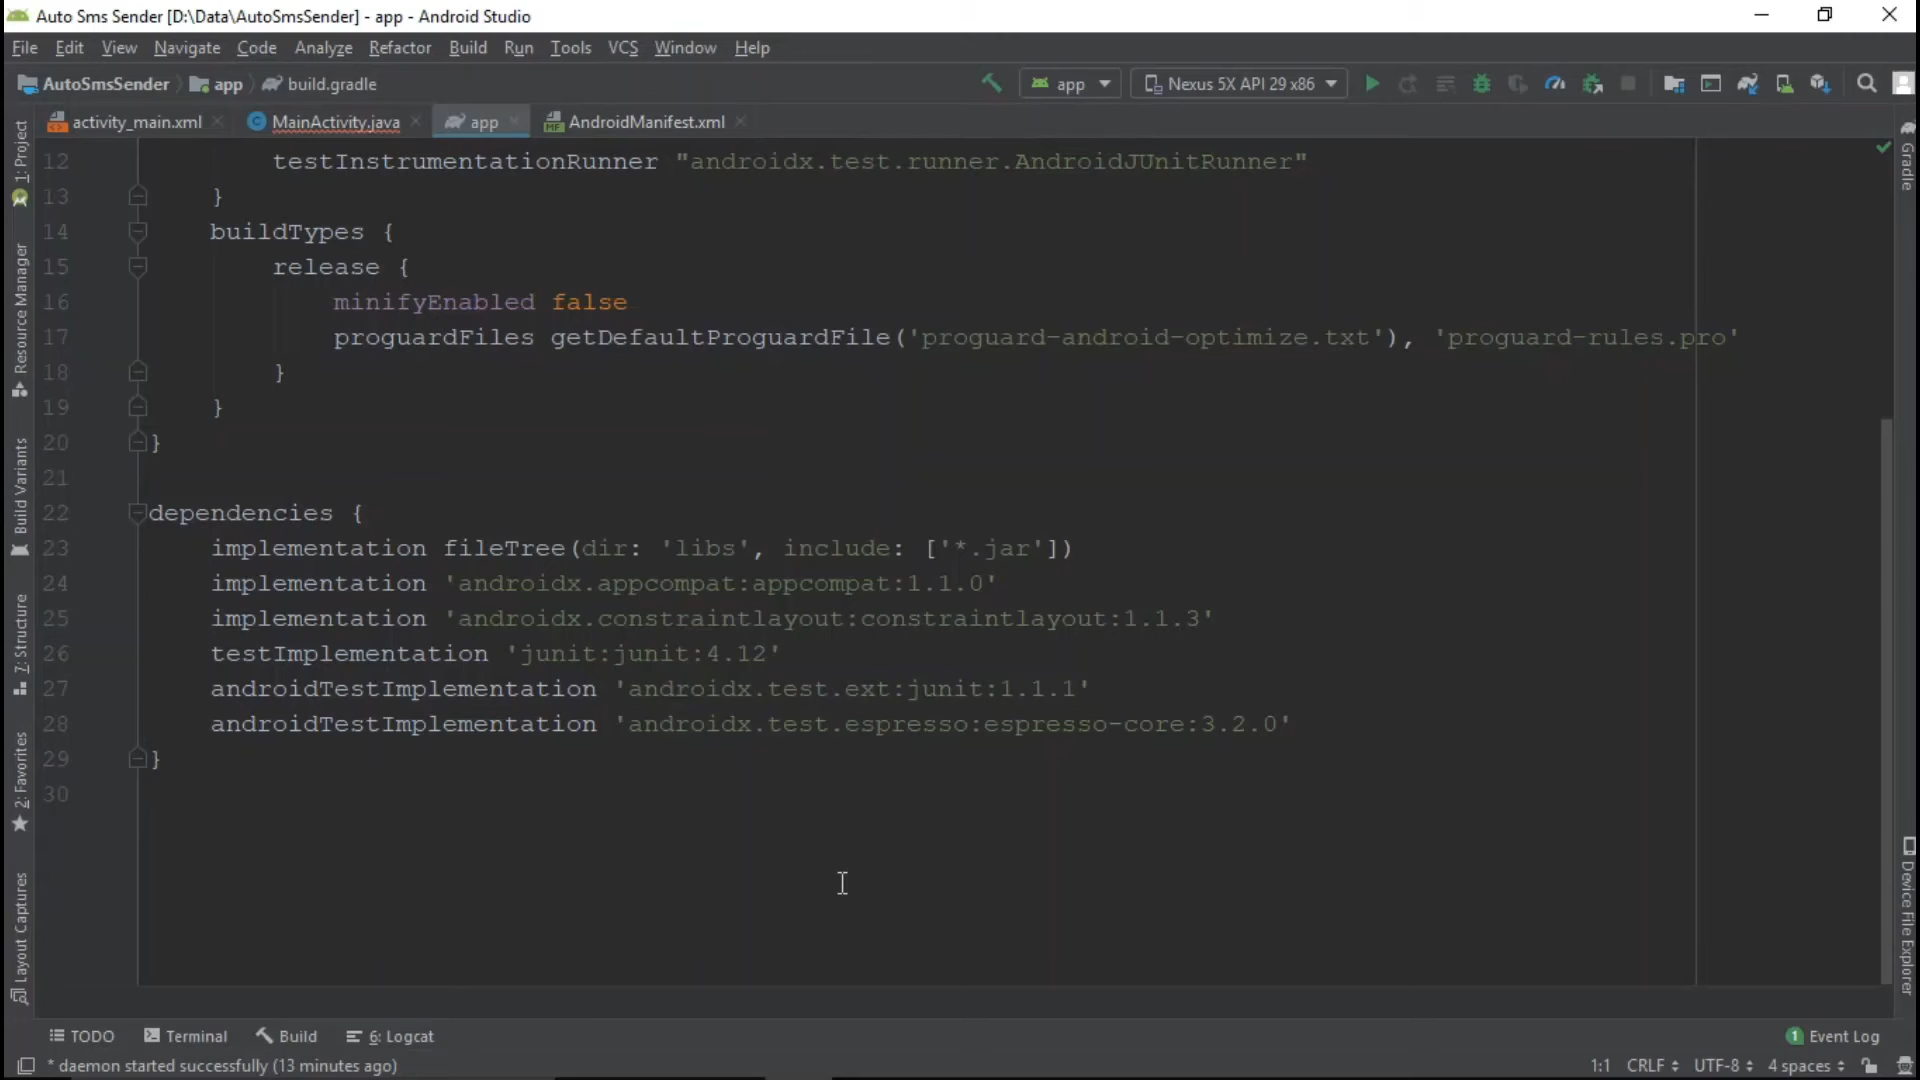 Auto Sms Sender [D:\Data\AutoSmsSender] - app - Android Studio
File Edit View Navigate Code Analyze Refactor Build Run Tools VCS Window Help
AutoSmsSender app build.gradle app Nexus 5X API 29 x86
activity_main.xml MainActivity.java app AndroidManifest.xml
12 testInstrumentationRunner "androidx.test.runner.AndroidJUnitRunner"
13 }
14 buildTypes {
15 release {
16 minifyEnabled false
17 proguardFiles getDefaultProguardFile('proguard-android-optimize.txt'), 'proguard-rules.pro'
18 }
19 }
20 }
21
22 dependencies {
23 implementation fileTree(dir: 'libs', include: ['*.jar'])
24 implementation 'androidx.appcompat:appcompat:1.1.0'
25 implementation 'androidx.constraintlayout:constraintlayout:1.1.3'
26 testImplementation 'junit:junit:4.12'
27 androidTestImplementation 'androidx.test.ext:junit:1.1.1'
28 androidTestImplementation 'androidx.test.espresso:espresso-core:3.2.0'
29 }
30
1: Project
Resource Manager
Build Variants
7: Structure
2: Favorites
Layout Captures
Gradle
Device File Explorer
TODO Terminal Build 6: Logcat 1 Event Log
* daemon started successfully (13 minutes ago) 1:1 CRLF UTF-8 4 spaces